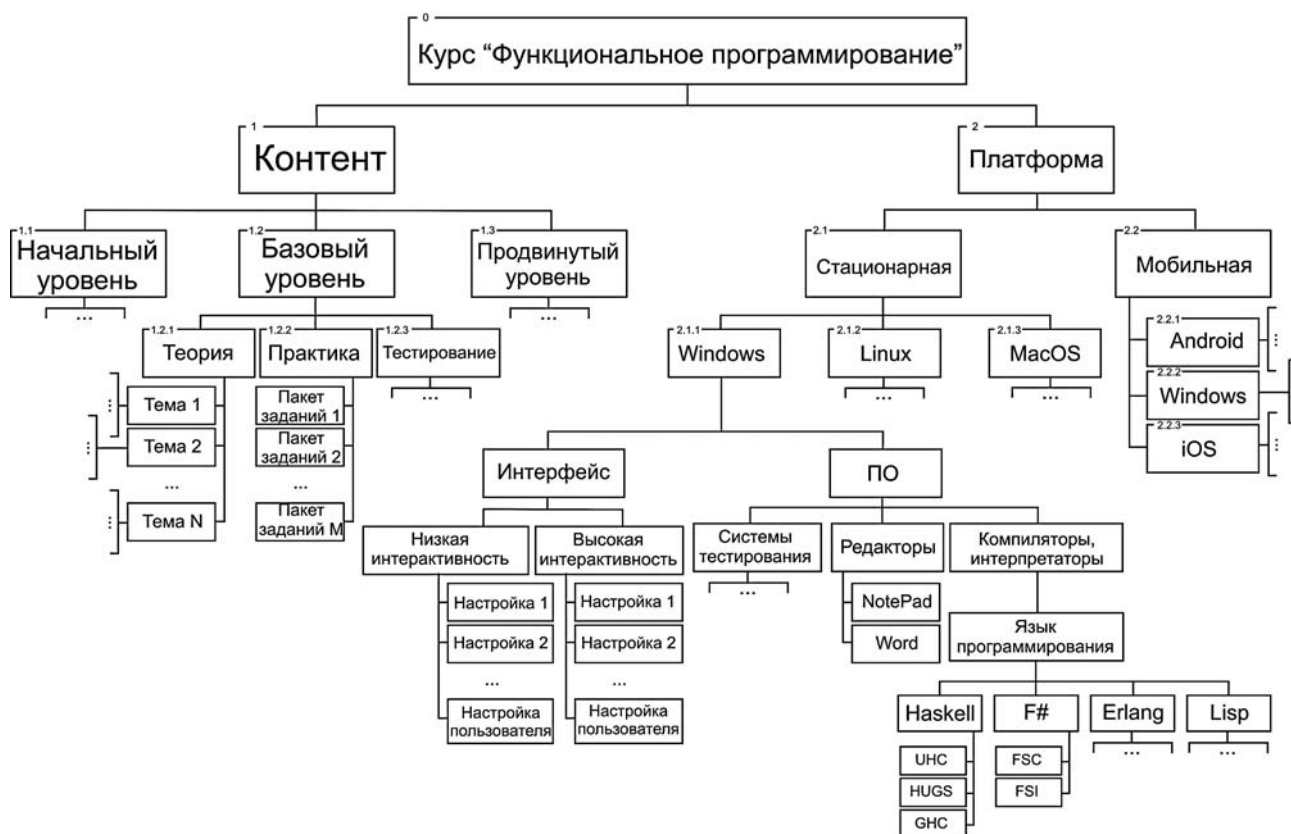 0
Курс “Функциональное программирование”
1
Контент
2
Платформа
1.1
Начальный
уровень
...
1.2
Базовый
уровень
1.3
Продвинутый
уровень
...
2.1
Стационарная
2.2
Мобильная
1.2.1
Теория
1.2.2
Практика
1.2.3
Тестирование
...
2.1.1
Windows
2.1.2
Linux
...
2.1.3
MacOS
...
2.2.1
Android
...
2.2.2
Windows
2.2.3
iOS
...
... Тема 1
... Тема 2
...
... Тема N
Пакет
заданий 1
Пакет
заданий 2
...
Пакет
заданий M
Интерфейс
ПО
Низкая
интерактивность
Высокая
интерактивность
Системы
тестирования
...
Редакторы
Компиляторы,
интерпретаторы
Настройка 1
Настройка 2
...
Настройка
пользователя
Настройка 1
Настройка 2
...
Настройка
пользователя
NotePad
Word
Язык
программирования
Haskell
F#
Erlang
...
Lisp
...
UHC
HUGS
GHC
FSC
FSI